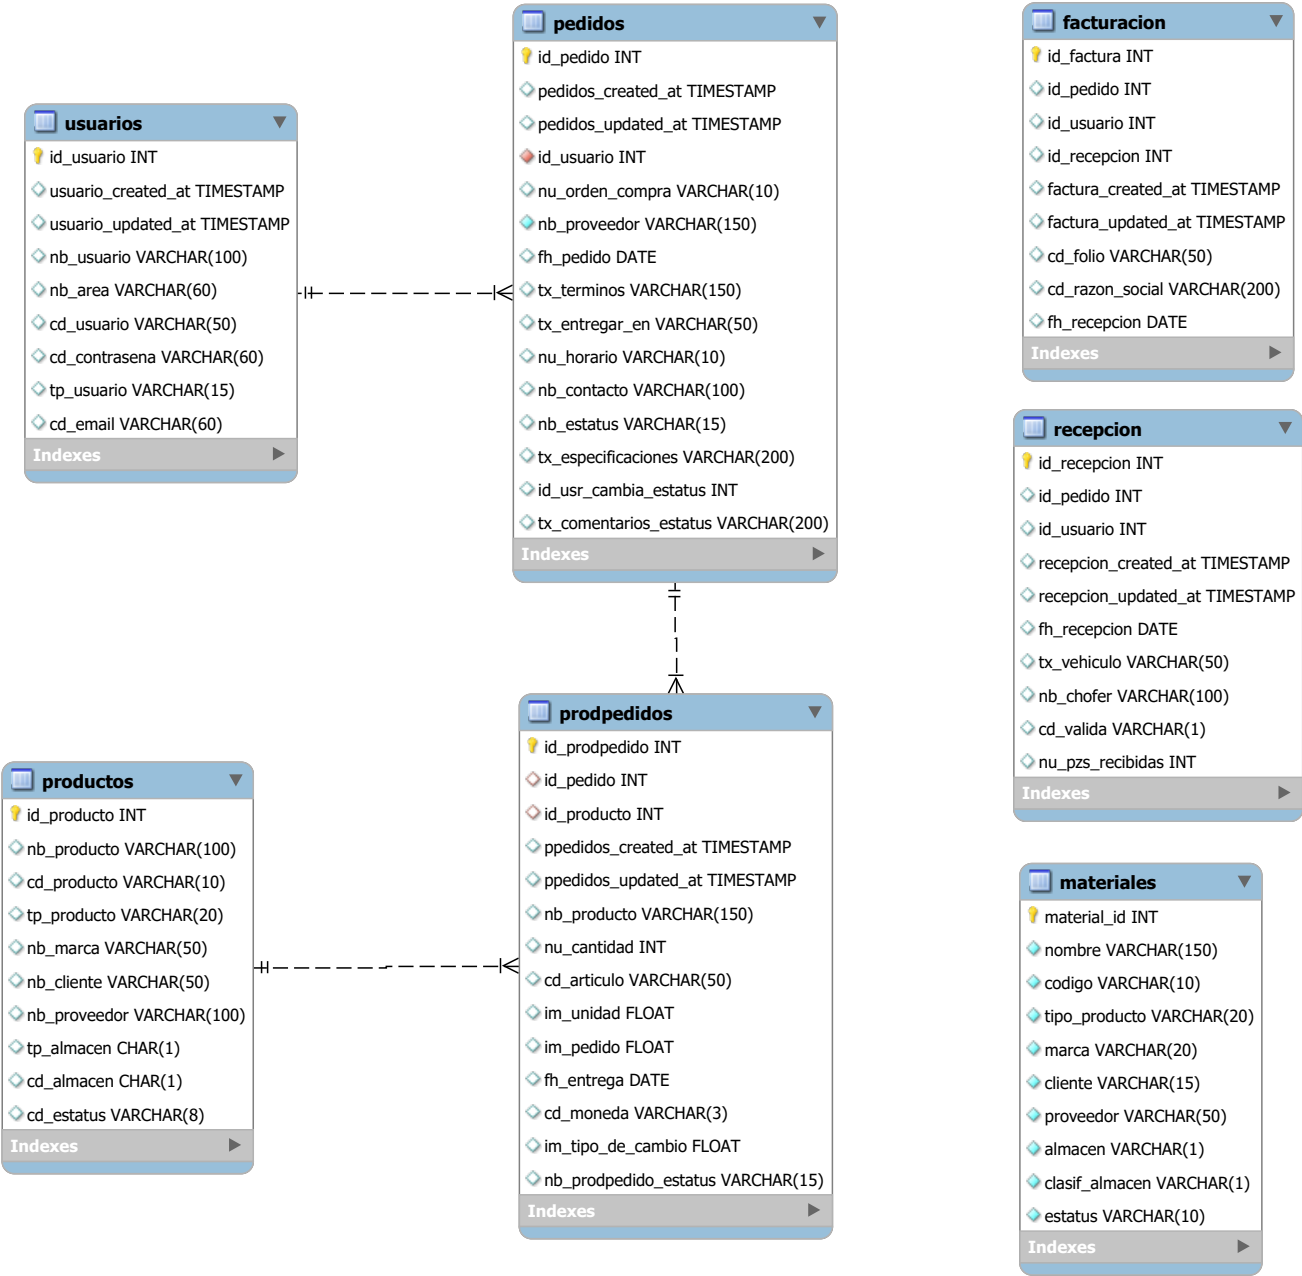 usuarios
id_usuario INT
usuario_created_at TIMESTAMP
usuario_updated_at TIMESTAMP
nb_usuario VARCHAR(100)
nb_area VARCHAR(60)
cd_usuario VARCHAR(50)
cd_contrasena VARCHAR(60)
tp_usuario VARCHAR(15)
cd_email VARCHAR(60)
Indexes
pedidos
id_pedido INT
pedidos_created_at TIMESTAMP
pedidos_updated_at TIMESTAMP
id_usuario INT
nu_orden_compra VARCHAR(10)
nb_proveedor VARCHAR(150)
fh_pedido DATE
tx_terminos VARCHAR(150)
tx_entregar_en VARCHAR(50)
nu_horario VARCHAR(10)
nb_contacto VARCHAR(100)
nb_estatus VARCHAR(15)
tx_especificaciones VARCHAR(200)
id_usr_cambia_estatus INT
tx_comentarios_estatus VARCHAR(200)
Indexes
facturacion
id_factura INT
id_pedido INT
id_usuario INT
id_recepcion INT
factura_created_at TIMESTAMP
factura_updated_at TIMESTAMP
cd_folio VARCHAR(50)
cd_razon_social VARCHAR(200)
fh_recepcion DATE
Indexes
recepcion
id_recepcion INT
id_pedido INT
id_usuario INT
recepcion_created_at TIMESTAMP
recepcion_updated_at TIMESTAMP
fh_recepcion DATE
tx_vehiculo VARCHAR(50)
nb_chofer VARCHAR(100)
cd_valida VARCHAR(1)
nu_pzs_recibidas INT
Indexes
productos
id_producto INT
nb_producto VARCHAR(100)
cd_producto VARCHAR(10)
tp_producto VARCHAR(20)
nb_marca VARCHAR(50)
nb_cliente VARCHAR(50)
nb_proveedor VARCHAR(100)
tp_almacen CHAR(1)
cd_almacen CHAR(1)
cd_estatus VARCHAR(8)
Indexes
prodpedidos
id_prodpedido INT
id_pedido INT
id_producto INT
ppedidos_created_at TIMESTAMP
ppedidos_updated_at TIMESTAMP
nb_producto VARCHAR(150)
nu_cantidad INT
cd_articulo VARCHAR(50)
im_unidad FLOAT
im_pedido FLOAT
fh_entrega DATE
cd_moneda VARCHAR(3)
im_tipo_de_cambio FLOAT
nb_prodpedido_estatus VARCHAR(15)
Indexes
materiales
material_id INT
nombre VARCHAR(150)
codigo VARCHAR(10)
tipo_producto VARCHAR(20)
marca VARCHAR(20)
cliente VARCHAR(15)
proveedor VARCHAR(50)
almacen VARCHAR(1)
clasif_almacen VARCHAR(1)
estatus VARCHAR(10)
Indexes